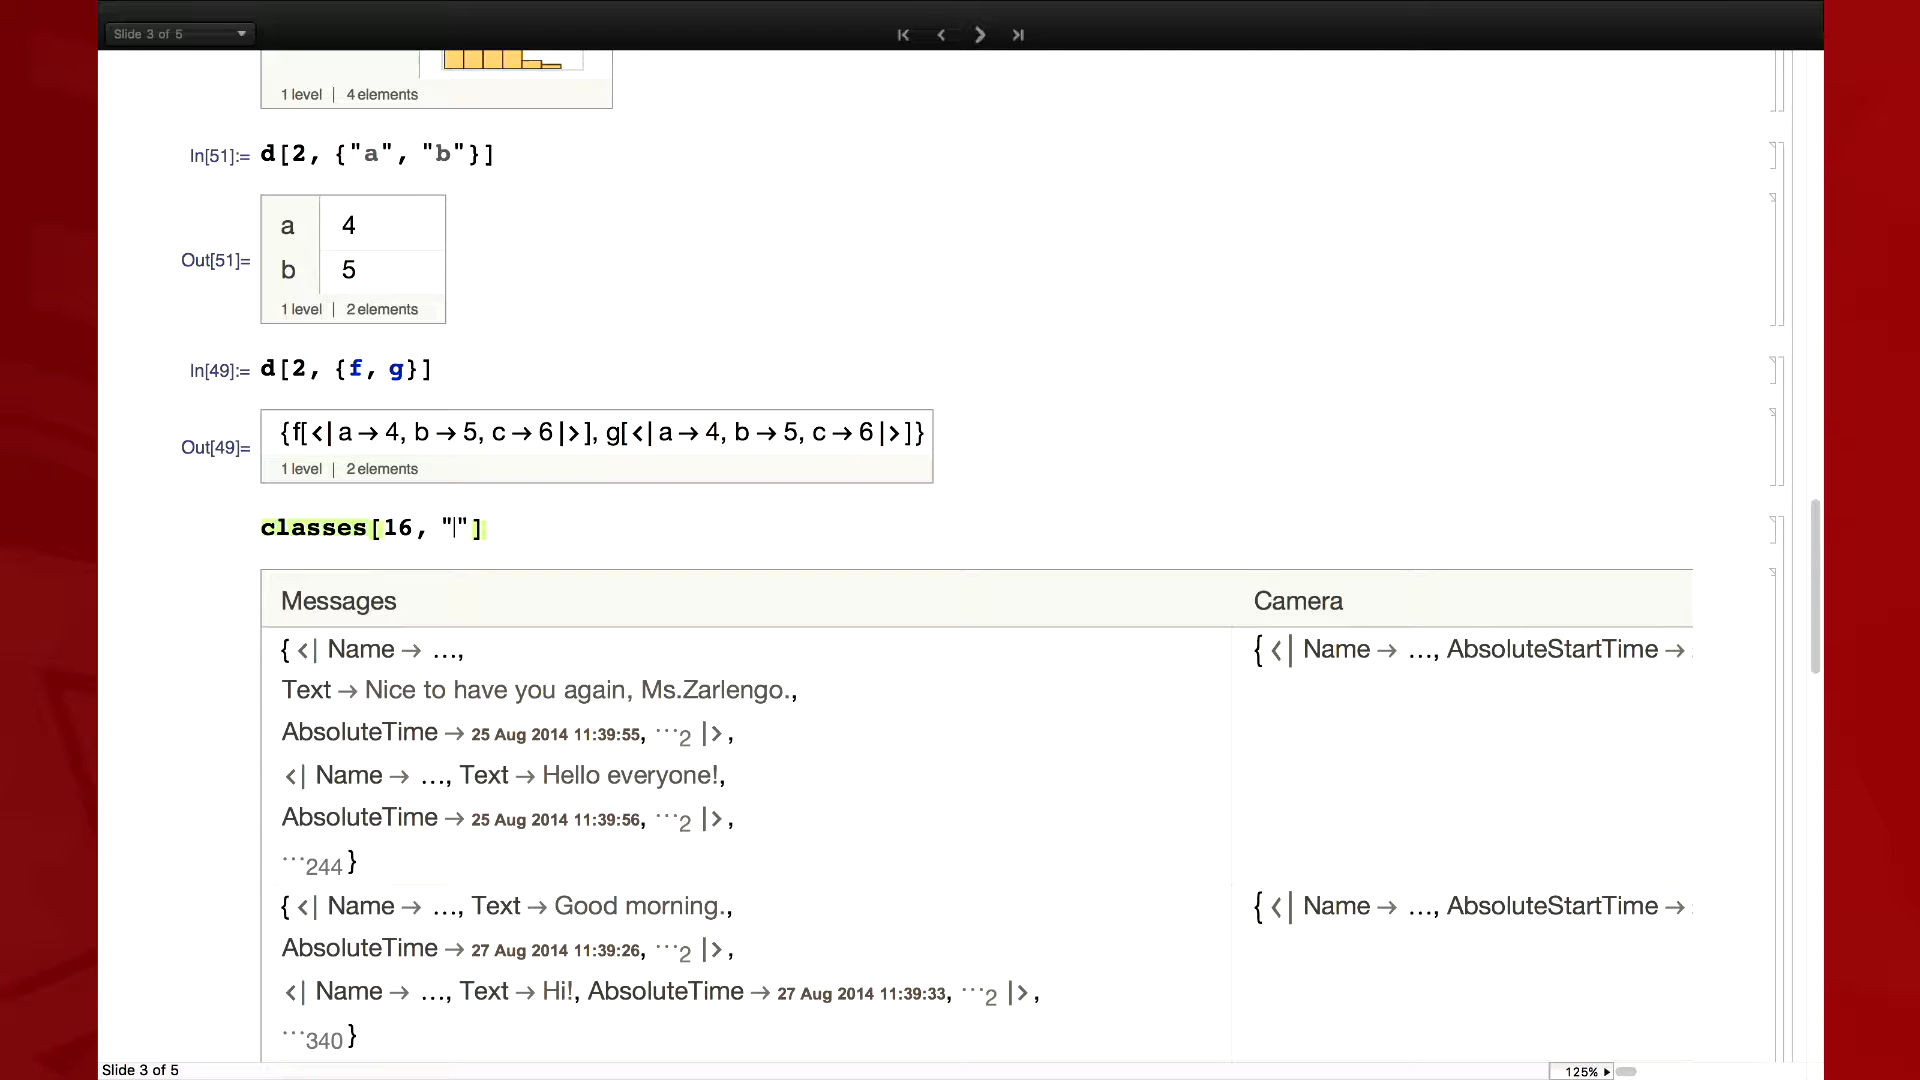 Slide 3 of 5
1 level | 4 elements
In[51]:= d[2, {"a", "b"}]
a 4
Out[51]=
b 5
1 level | 2 elements
In[49]:= d[2, {f, g}]
Out[49]= {f[<|a → 4, b → 5, c → 6|>], g[<|a → 4, b → 5, c → 6|>]}
1 level | 2 elements
classes[16, ""]
Messages Camera
{ <| Name → …, { <| Name → …, AbsoluteStartTime →
Text → Nice to have you again, Ms.Zarlengo.,
AbsoluteTime → 25 Aug 2014 11:39:55, ⋯2 |>,
<| Name → …, Text → Hello everyone!,
AbsoluteTime → 25 Aug 2014 11:39:56, ⋯2 |>,
⋯244 }
{ <| Name → …, Text → Good morning., { <| Name → …, AbsoluteStartTime →
AbsoluteTime → 27 Aug 2014 11:39:26, ⋯2 |>,
<| Name → …, Text → Hi!, AbsoluteTime → 27 Aug 2014 11:39:33, ⋯2 |>,
⋯340 }
Slide 3 of 5 125%